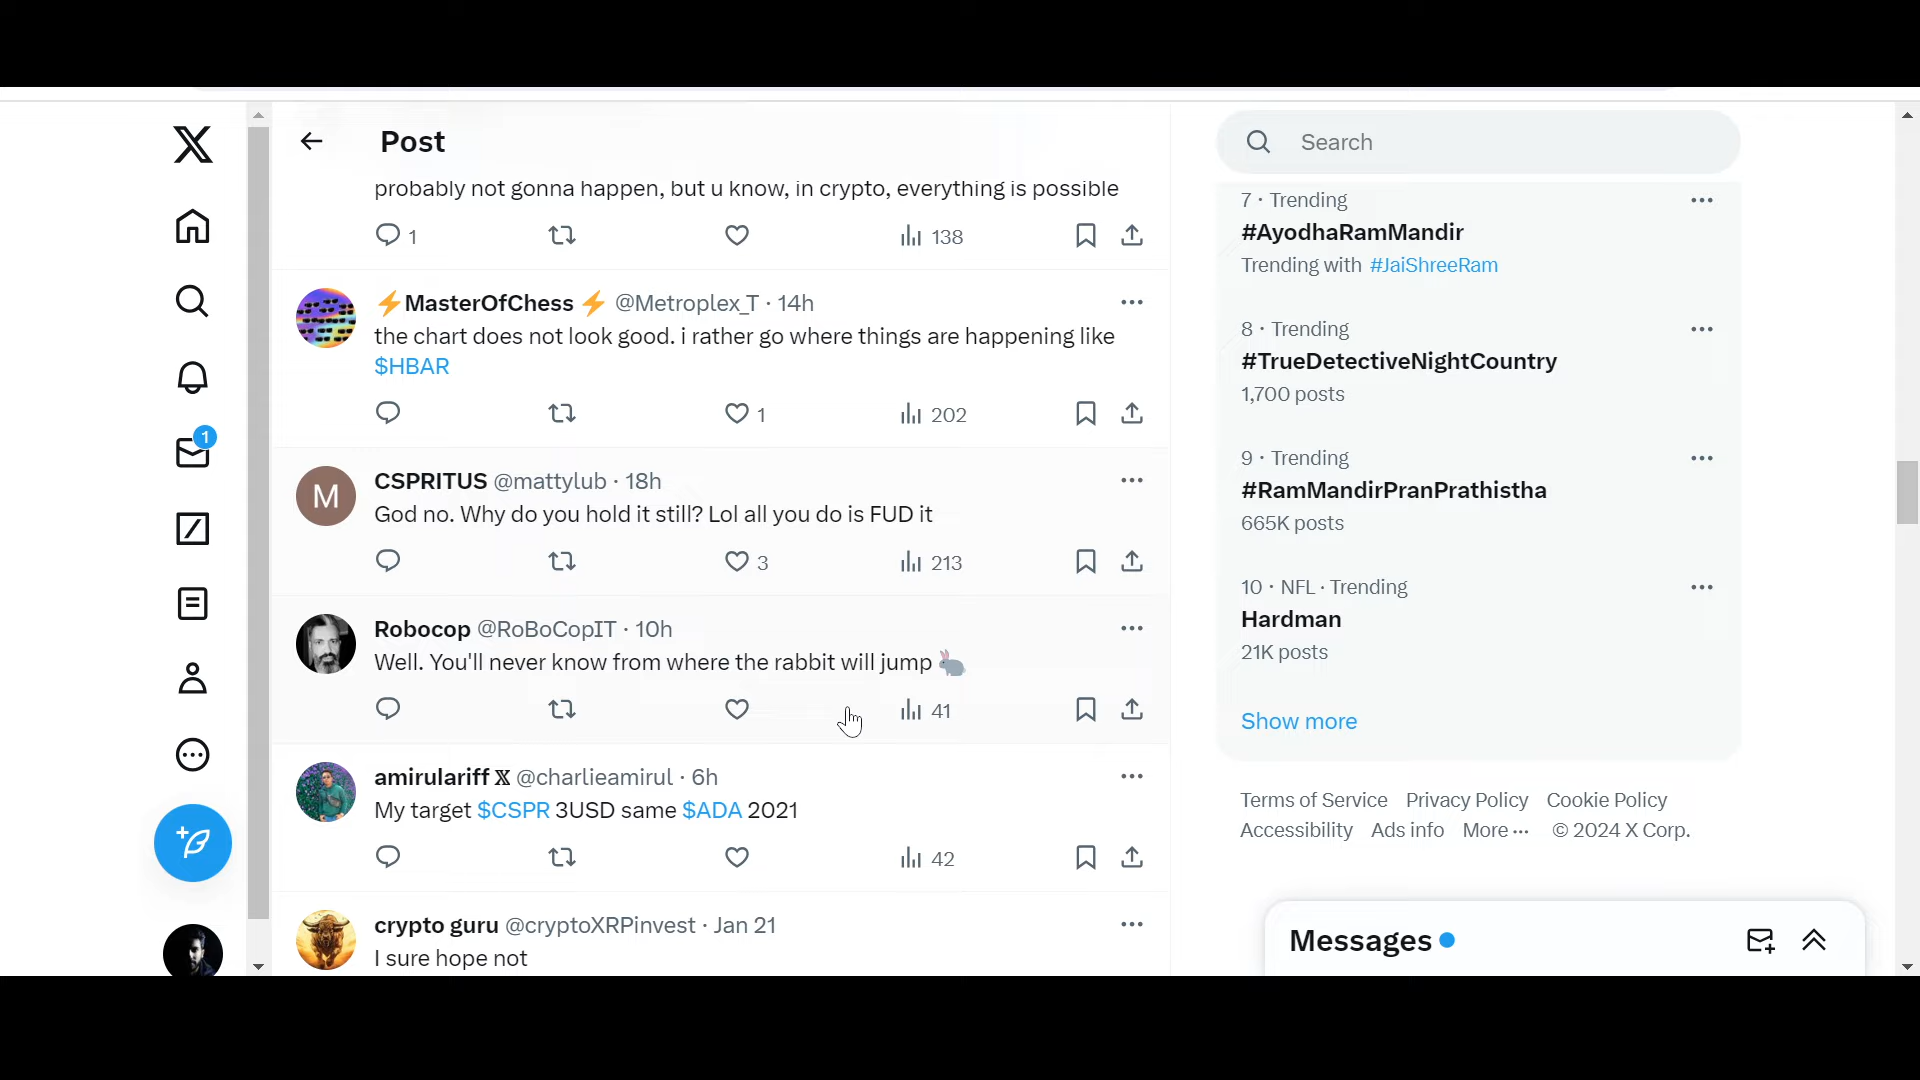 Post
probably not gonna happen, but u know, in crypto, everything is possible
1
138
⚡MasterOfChess ⚡ @Metroplex_T · 14h
the chart does not look good. i rather go where things are happening like
$HBAR
1
202
M
CSPRITUS @mattylub · 18h
God no. Why do you hold it still? Lol all you do is FUD it
3
213
Robocop @RoBoCopIT · 10h
Well. You'll never know from where the rabbit will jump 🐇
41
amirulariff 𝕏 @charlieamirul · 6h
My target $CSPR 3USD same $ADA 2021
42
crypto guru @cryptoXRPinvest · Jan 21
I sure hope not
1
Search
7 · Trending
#AyodhaRamMandir
Trending with #JaiShreeRam
8 · Trending
#TrueDetectiveNightCountry
1,700 posts
9 · Trending
#RamMandirPranPrathistha
665K posts
10 · NFL · Trending
Hardman
21K posts
Show more
Terms of Service Privacy Policy Cookie Policy
Accessibility Ads info More ··· © 2024 X Corp.
Messages